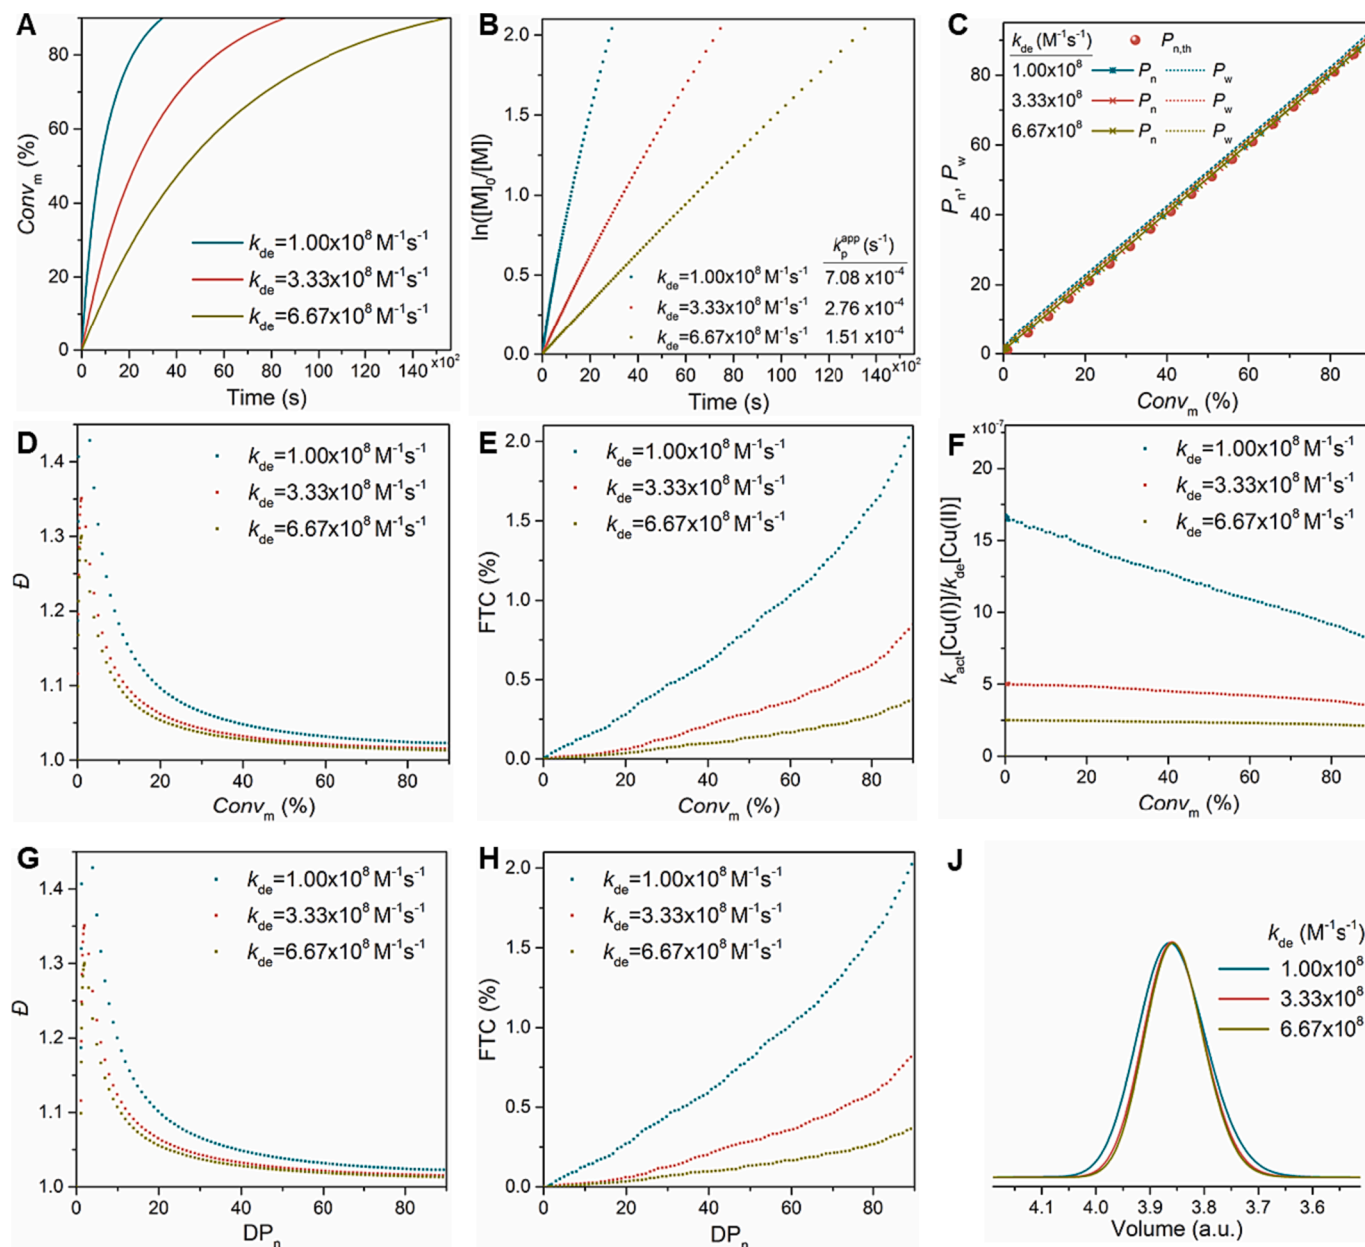 A
Conv_m (%)
80
60
40
20
0
k_de=1.00x10^8 M^-1s^-1
k_de=3.33x10^8 M^-1s^-1
k_de=6.67x10^8 M^-1s^-1
0 20 40 60 80 100 120 140 x10^2
Time (s)
B
ln([M]_0/[M])
2.0
1.5
1.0
0.5
0.0
k_p^app (s^-1)
k_de=1.00x10^8 M^-1s^-1 7.08 x10^-4
k_de=3.33x10^8 M^-1s^-1 2.76 x10^-4
k_de=6.67x10^8 M^-1s^-1 1.51 x10^-4
0 20 40 60 80 100 120 140 x10^2
Time (s)
C
P_n, P_w
80
60
40
20
0
k_de (M^-1s^-1) P_n,th
1.00x10^8 P_n P_w
3.33x10^8 P_n P_w
6.67x10^8 P_n P_w
0 20 40 60 80
Conv_m (%)
D
Đ
1.4
1.3
1.2
1.1
1.0
k_de=1.00x10^8 M^-1s^-1
k_de=3.33x10^8 M^-1s^-1
k_de=6.67x10^8 M^-1s^-1
0 20 40 60 80
Conv_m (%)
E
FTC (%)
2.0
1.5
1.0
0.5
0.0
k_de=1.00x10^8 M^-1s^-1
k_de=3.33x10^8 M^-1s^-1
k_de=6.67x10^8 M^-1s^-1
0 20 40 60 80
Conv_m (%)
F
k_act[Cu(I)]/k_de[Cu(II)]
x10^-7
20
15
10
5
0
k_de=1.00x10^8 M^-1s^-1
k_de=3.33x10^8 M^-1s^-1
k_de=6.67x10^8 M^-1s^-1
0 20 40 60 80
Conv_m (%)
G
Đ
1.4
1.3
1.2
1.1
1.0
k_de=1.00x10^8 M^-1s^-1
k_de=3.33x10^8 M^-1s^-1
k_de=6.67x10^8 M^-1s^-1
0 20 40 60 80
DP_n
H
FTC (%)
2.0
1.5
1.0
0.5
0.0
k_de=1.00x10^8 M^-1s^-1
k_de=3.33x10^8 M^-1s^-1
k_de=6.67x10^8 M^-1s^-1
0 20 40 60 80
DP_n
J
k_de (M^-1s^-1)
1.00x10^8
3.33x10^8
6.67x10^8
4.1 4.0 3.9 3.8 3.7 3.6
Volume (a.u.)